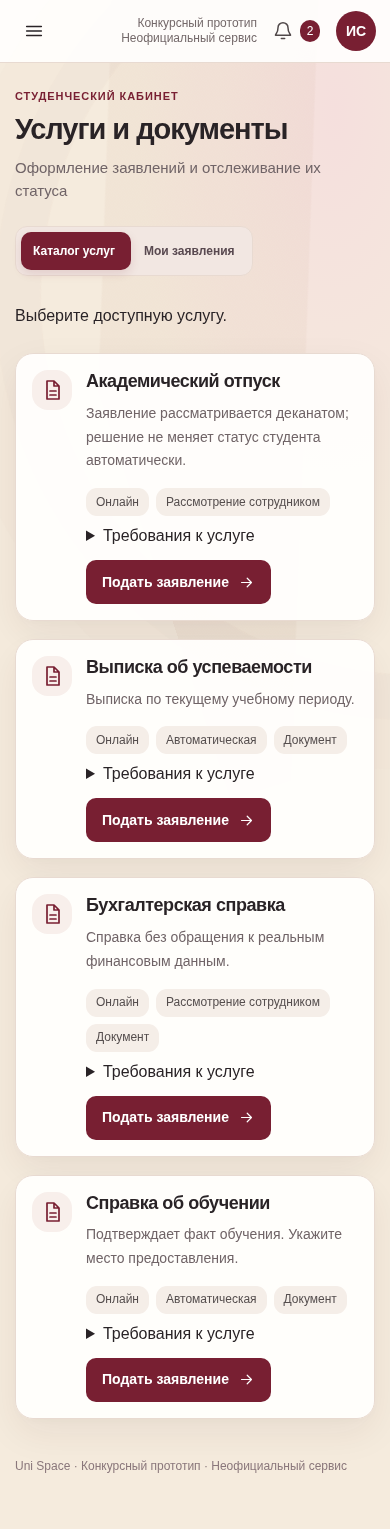 Конкурсный прототип
Неофициальный сервис
2
ИС
СТУДЕНЧЕСКИЙ КАБИНЕТ
Услуги и документы
Оформление заявлений и отслеживание их
статуса
Каталог услуг
Мои заявления
Выберите доступную услугу.
Академический отпуск
Заявление рассматривается деканатом;
решение не меняет статус студента
автоматически.
Онлайн
Рассмотрение сотрудником
Требования к услуге
Подать заявление
Выписка об успеваемости
Выписка по текущему учебному периоду.
Онлайн
Автоматическая
Документ
Требования к услуге
Подать заявление
Бухгалтерская справка
Справка без обращения к реальным
финансовым данным.
Онлайн
Рассмотрение сотрудником
Документ
Требования к услуге
Подать заявление
Справка об обучении
Подтверждает факт обучения. Укажите
место предоставления.
Онлайн
Автоматическая
Документ
Требования к услуге
Подать заявление
Uni Space · Конкурсный прототип · Неофициальный сервис